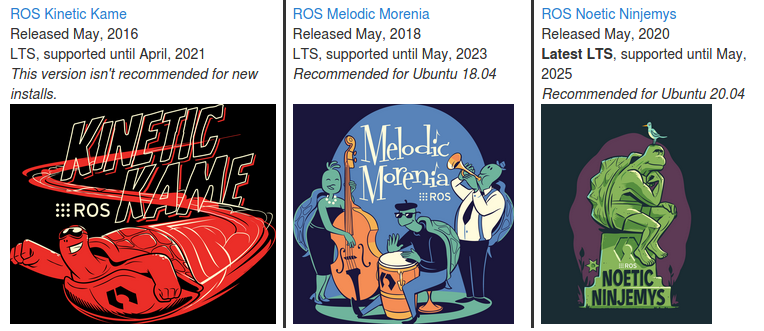 ROS Kinetic Kame
Released May, 2016
LTS, supported until April, 2021
This version isn't recommended for new
installs.
KINETIC
KAME
ROS
ROS Melodic Morenia
Released May, 2018
LTS, supported until May, 2023
Recommended for Ubuntu 18.04
Melodic
Morenia
ROS
ROS Noetic Ninjemys
Released May, 2020
Latest LTS, supported until May,
2025
Recommended for Ubuntu 20.04
ROS
NOETIC
NINJEMYS